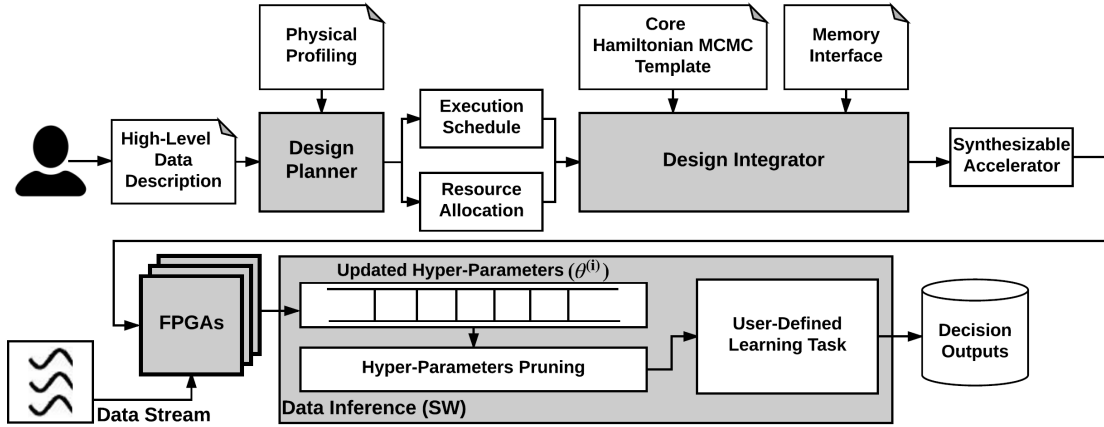 Physical
Profiling
Core
Hamiltonian MCMC
Template
Memory
Interface
High-Level
Data
Description
Design
Planner
Execution
Schedule
Resource
Allocation
Design Integrator
Synthesizable
Accelerator
Updated Hyper-Parameters (θ⁽ⁱ⁾)
FPGAs
Hyper-Parameters Pruning
User-Defined
Learning Task
Decision
Outputs
Data Stream
Data Inference (SW)